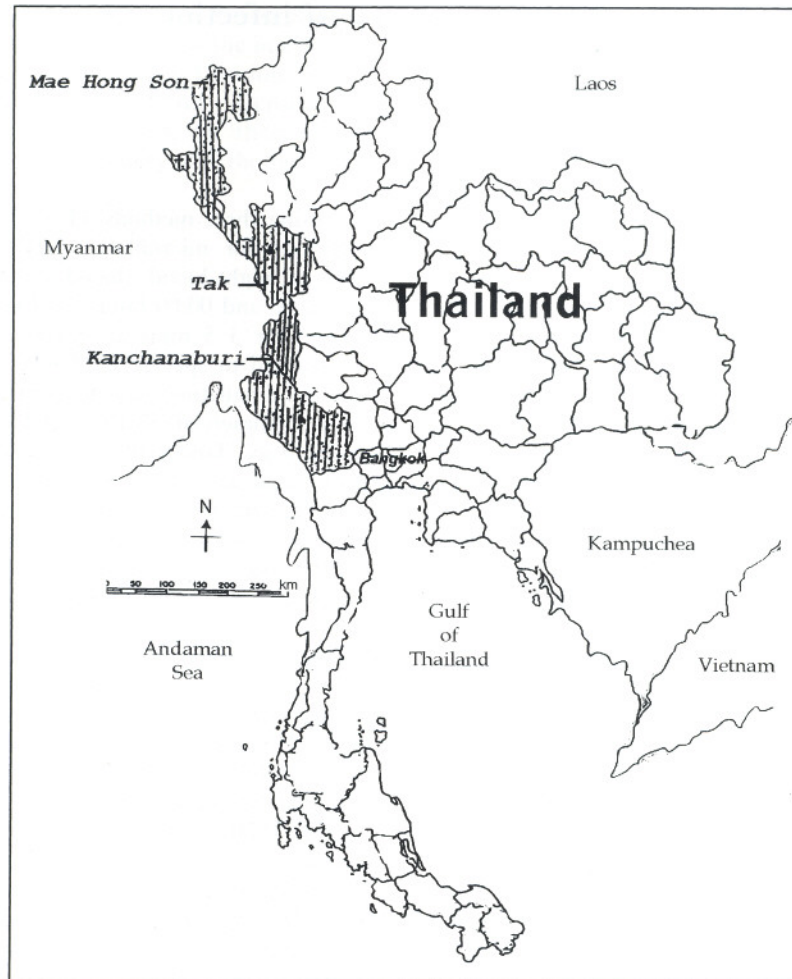 Mae Hong Son
Laos
Myanmar
Tak
Thailand
Kanchanaburi
Bangkok
N
Kampuchea
50 100 150 200 250 km
Gulf
of
Thailand
Andaman
Sea
Vietnam